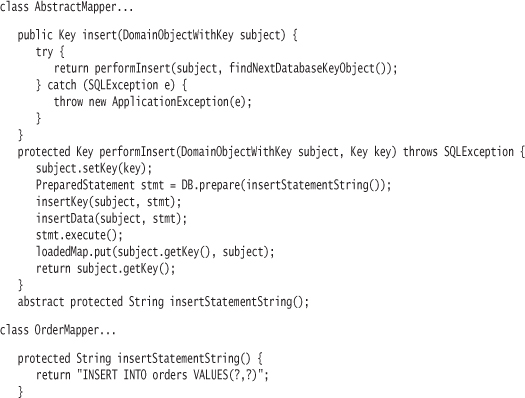 class AbstractMapper...
public Key insert(DomainObjectWithKey subject) {
try {
return performInsert(subject, findNextDatabaseKeyObject());
} catch (SQLException e) {
throw new ApplicationException(e);
}
}
protected Key performInsert(DomainObjectWithKey subject, Key key) throws SQLException {
subject.setKey(key);
PreparedStatement stmt = DB.prepare(insertStatementString());
insertKey(subject, stmt);
insertData(subject, stmt);
stmt.execute();
loadedMap.put(subject.getKey(), subject);
return subject.getKey();
}
abstract protected String insertStatementString();
class OrderMapper...
protected String insertStatementString() {
return "INSERT INTO orders VALUES(?,?)";
}